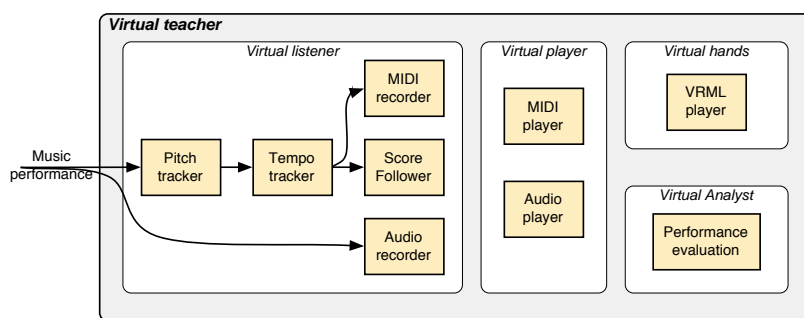 Virtual teacher
Virtual listener
Virtual player
Virtual hands
MIDI
recorder
MIDI
player
VRML
player
Music
performance
Pitch
tracker
Tempo
tracker
Score
Follower
Audio
recorder
Audio
player
Virtual Analyst
Performance
evaluation